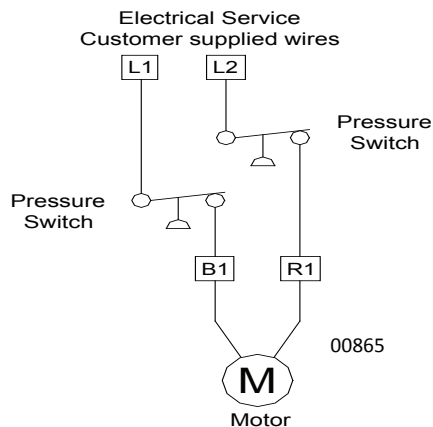 Electrical Service
Customer supplied wires
L1
L2
Pressure
Switch
Pressure
Switch
B1
R1
00865
M
Motor